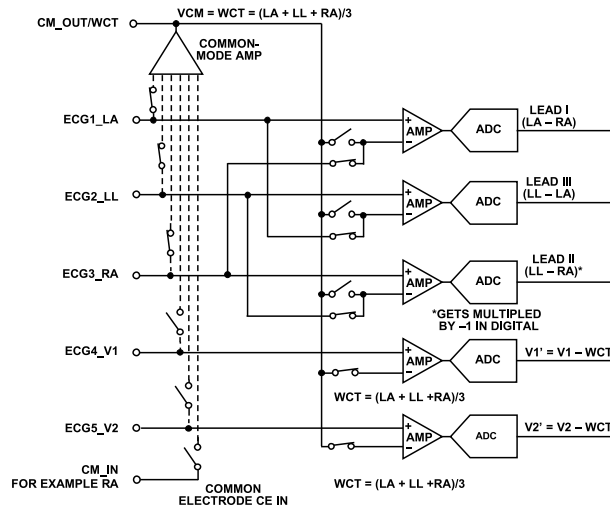 VCM = WCT = (LA + LL + RA)/3
CM_OUT/WCT
COMMON-
MODE AMP
ECG1_LA
+
AMP
–
ADC
LEAD I
(LA – RA)
ECG2_LL
+
AMP
–
ADC
LEAD III
(LL – LA)
ECG3_RA
+
AMP
–
ADC
LEAD II
(LL – RA)*
*GETS MULTIPLED
BY –1 IN DIGITAL
ECG4_V1
+
AMP
–
ADC
V1' = V1 – WCT
WCT = (LA + LL +RA)/3
ECG5_V2
+
AMP
–
ADC
V2' = V2 – WCT
CM_IN
FOR EXAMPLE RA
COMMON
ELECTRODE CE IN
WCT = (LA + LL +RA)/3